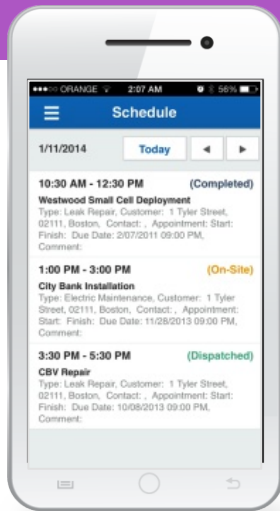 ORANGE 2:07 AM 56%
Schedule
1/11/2014 Today
10:30 AM - 12:30 PM (Completed)
Westwood Small Cell Deployment
Type: Leak Repair, Customer: 1 Tyler Street,
02111, Boston, Contact: , Appointment: Start:
Finish: Due Date: 2/07/2011 09:00 PM,
Comment:
1:00 PM - 3:00 PM (On-Site)
City Bank Installation
Type: Electric Maintenance, Customer: 1 Tyler
Street, 02111, Boston, Contact: , Appointment:
Start: Finish: Due Date: 11/28/2013 09:00 PM,
Comment:
3:30 PM - 5:30 PM (Dispatched)
CBV Repair
Type: Leak Repair, Customer: 1 Tyler Street,
02111, Boston, Contact: , Appointment: Start:
Finish: Due Date: 10/08/2013 09:00 PM,
Comment: